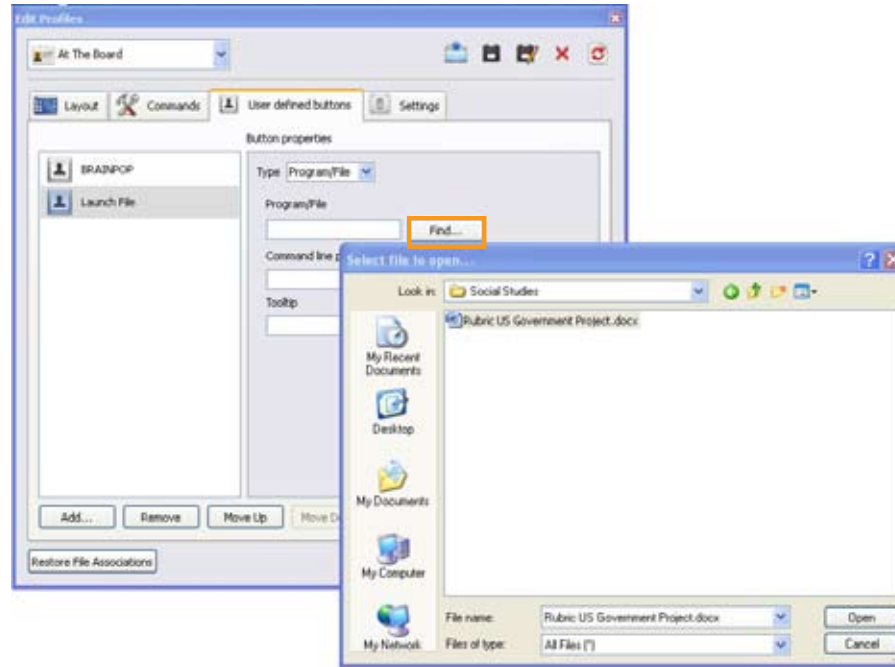 Edit Profiles
At The Board
Layout Commands User defined buttons Settings
Button properties
BRAINPOP
Launch File
Type Program/File
Program/File
Find...
Command line p
Tooltip
Add... Remove Move Up Move D
Restore File Associations
Select file to open...
Look in: Social Studies
Rubric US Government Project.docx
My Recent
Documents
Desktop
My Documents
My Computer
My Network
File name: Rubric US Government Project.docx Open
Files of type: All Files (*) Cancel